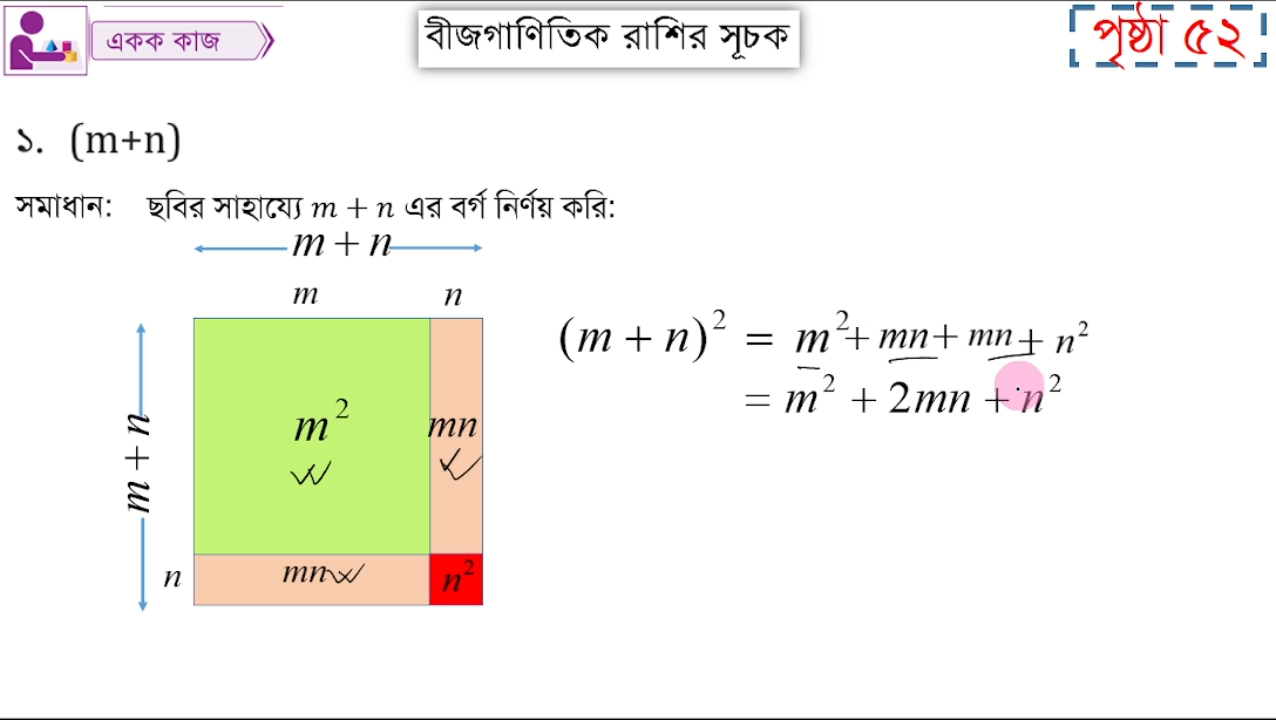 একক কাজ
বীজগাণিতিক রাশির সূচক
পৃষ্ঠা ৫২
১. (m+n)
সমাধান: ছবির সাহায্যে m + n এর বর্গ নির্ণয় করি:
m + n
m n
(m + n)² = m² + mn + mn + n²
= m² + 2mn + n²
m + n
m²
mn
n
mn
n²